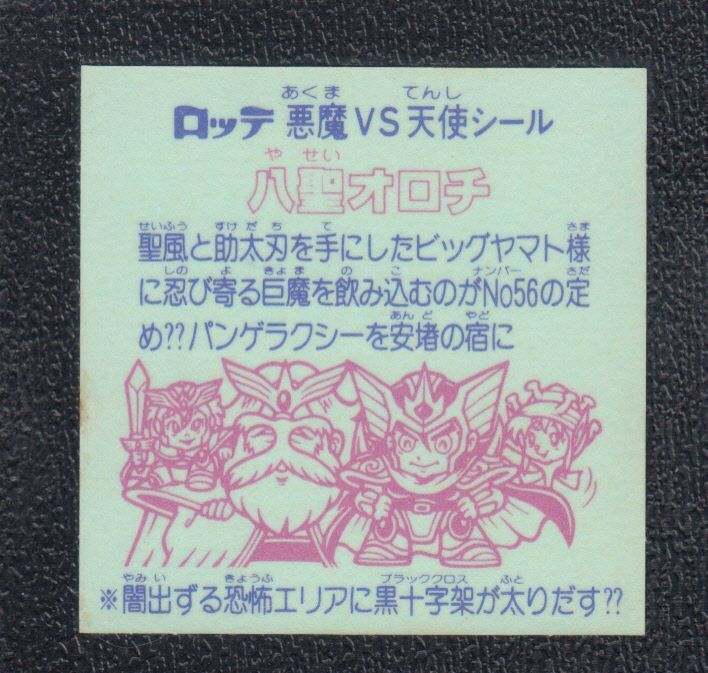 あくま てんし
ロッテ 悪魔VS天使シール
や せい
八聖オロチ
せいふう すけだち て さま
聖風と助太刃を手にしたビッグヤマト様
しの よ きょま の こ ナンバー さだ
に忍び寄る巨魔を飲み込むのがNo56の定
あんど やど
め??パンゲラクシーを安堵の宿に
やみい きょうふ ブラッククロス ふと
※闇出ずる恐怖エリアに黒十字架が太りだす??